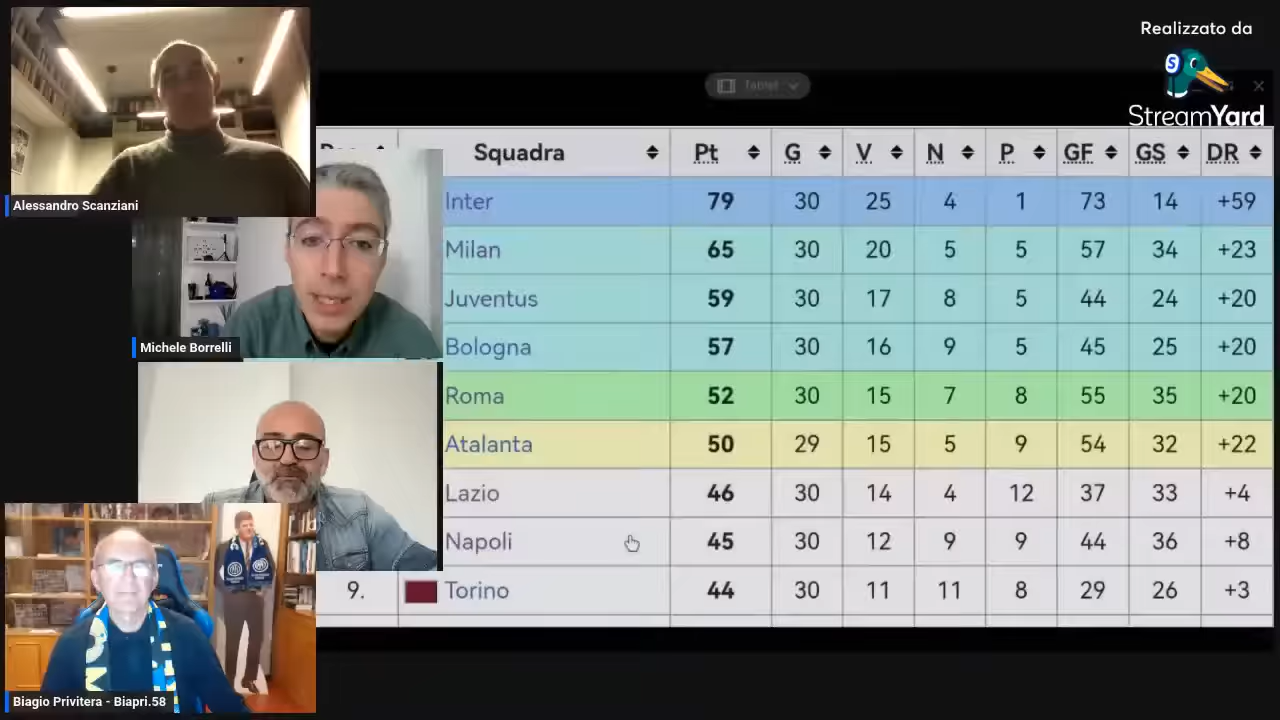 Realizzato da
StreamYard
Tablet
Squadra Pt G V N P GF GS DR
Inter 79 30 25 4 1 73 14 +59
Milan 65 30 20 5 5 57 34 +23
Juventus 59 30 17 8 5 44 24 +20
Bologna 57 30 16 9 5 45 25 +20
Roma 52 30 15 7 8 55 35 +20
Atalanta 50 29 15 5 9 54 32 +22
Lazio 46 30 14 4 12 37 33 +4
Napoli 45 30 12 9 9 44 36 +8
9. Torino 44 30 11 11 8 29 26 +3
Alessandro Scanziani
Michele Borrelli
Biagio Privitera - Biapri.58